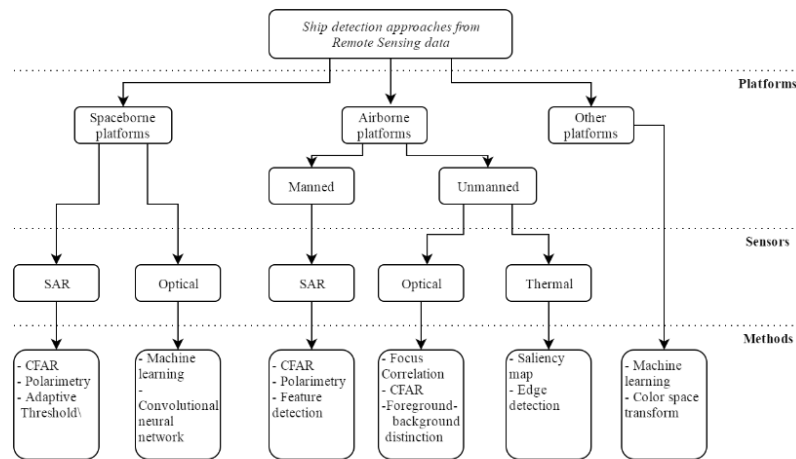 Ship detection approaches from
Remote Sensing data
Platforms
Spaceborne
platforms
Airborne
platforms
Other
platforms
Manned
Unmanned
Sensors
SAR
Optical
SAR
Optical
Thermal
Methods
- CFAR
- Polarimetry
- Adaptive
Threshold\
- Machine
learning
-
Convolutional
neural
network
- CFAR
- Polarimetry
- Feature
detection
- Focus
Correlation
- CFAR
-Foreground-
background
distinction
- Saliency
map
- Edge
detection
- Machine
learning
- Color space
transform